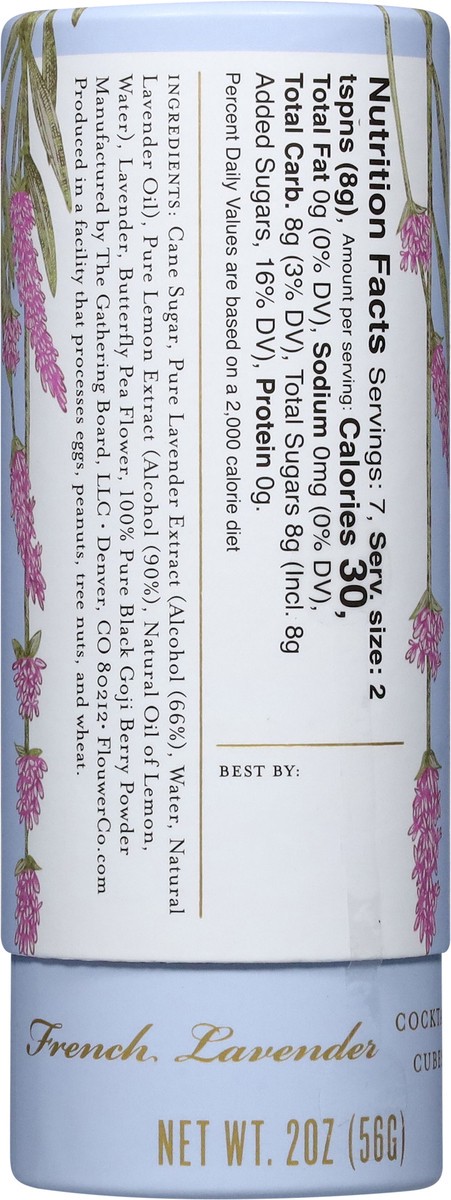 Nutrition Facts Servings: 7, Serv. size: 2
tspns (8g), Amount per serving: Calories 30,
Total Fat 0g (0% DV), Sodium 0mg (0% DV),
Total Carb. 8g (3% DV), Total Sugars 8g (Incl. 8g
Added Sugars, 16% DV), Protein 0g.
Percent Daily Values are based on a 2,000 calorie diet
BEST BY:
INGREDIENTS: Cane Sugar, Pure Lavender Extract (Alcohol (66%), Water, Natural
Lavender Oil), Pure Lemon Extract (Alcohol (90%), Natural Oil of Lemon,
Water), Lavender, Butterfly Pea Flower, 100% Pure Black Goji Berry Powder
Manufactured by The Gathering Board, LLC • Denver, CO 80212• FlouwerCo.com
Produced in a facility that processes eggs, peanuts, tree nuts, and wheat.
French Lavender
CUBE
NET WT. 2OZ (56G)